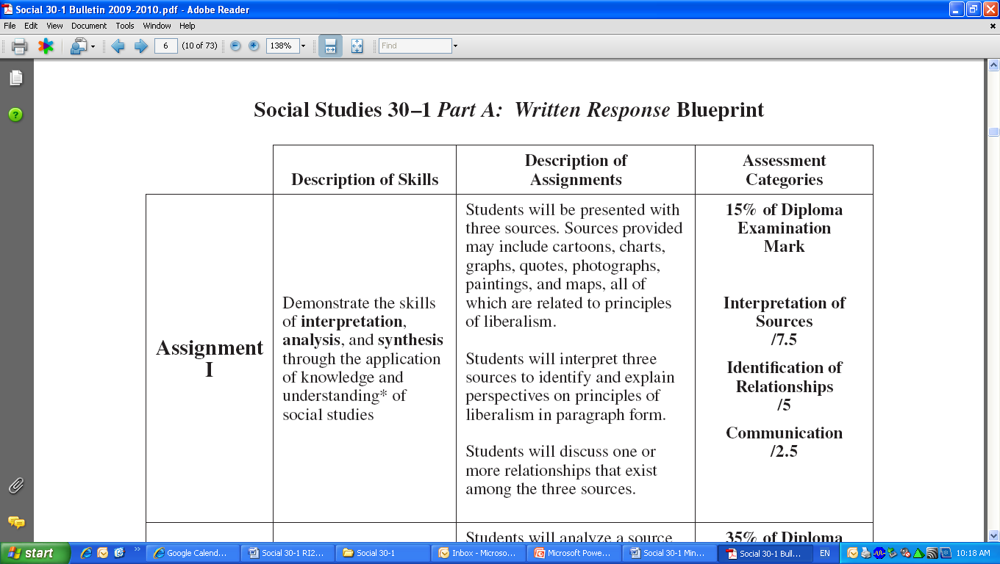 Social 30-1 Bulletin 2009-2010.pdf - Adobe Reader
File Edit View Document Tools Window Help
6 (10 of 73) 138% Find
Social Studies 30–1 Part A: Written Response Blueprint
Description of Skills
Description of
Assignments
Assessment
Categories
Assignment
I
Demonstrate the skills
of interpretation,
analysis, and synthesis
through the application
of knowledge and
understanding* of
social studies
Students will be presented with
three sources. Sources provided
may include cartoons, charts,
graphs, quotes, photographs,
paintings, and maps, all of
which are related to principles
of liberalism.
Students will interpret three
sources to identify and explain
perspectives on principles of
liberalism in paragraph form.
Students will discuss one or
more relationships that exist
among the three sources.
15% of Diploma
Examination
Mark
Interpretation of
Sources
/7.5
Identification of
Relationships
/5
Communication
/2.5
Students will analyze a source
35% of Diploma
start Google Calend... Social 30-1 RI2... Social 30-1 Inbox - Microso... Microsoft Powe... Social 30-1 Min... Social 30-1 Bull... EN 10:18 AM